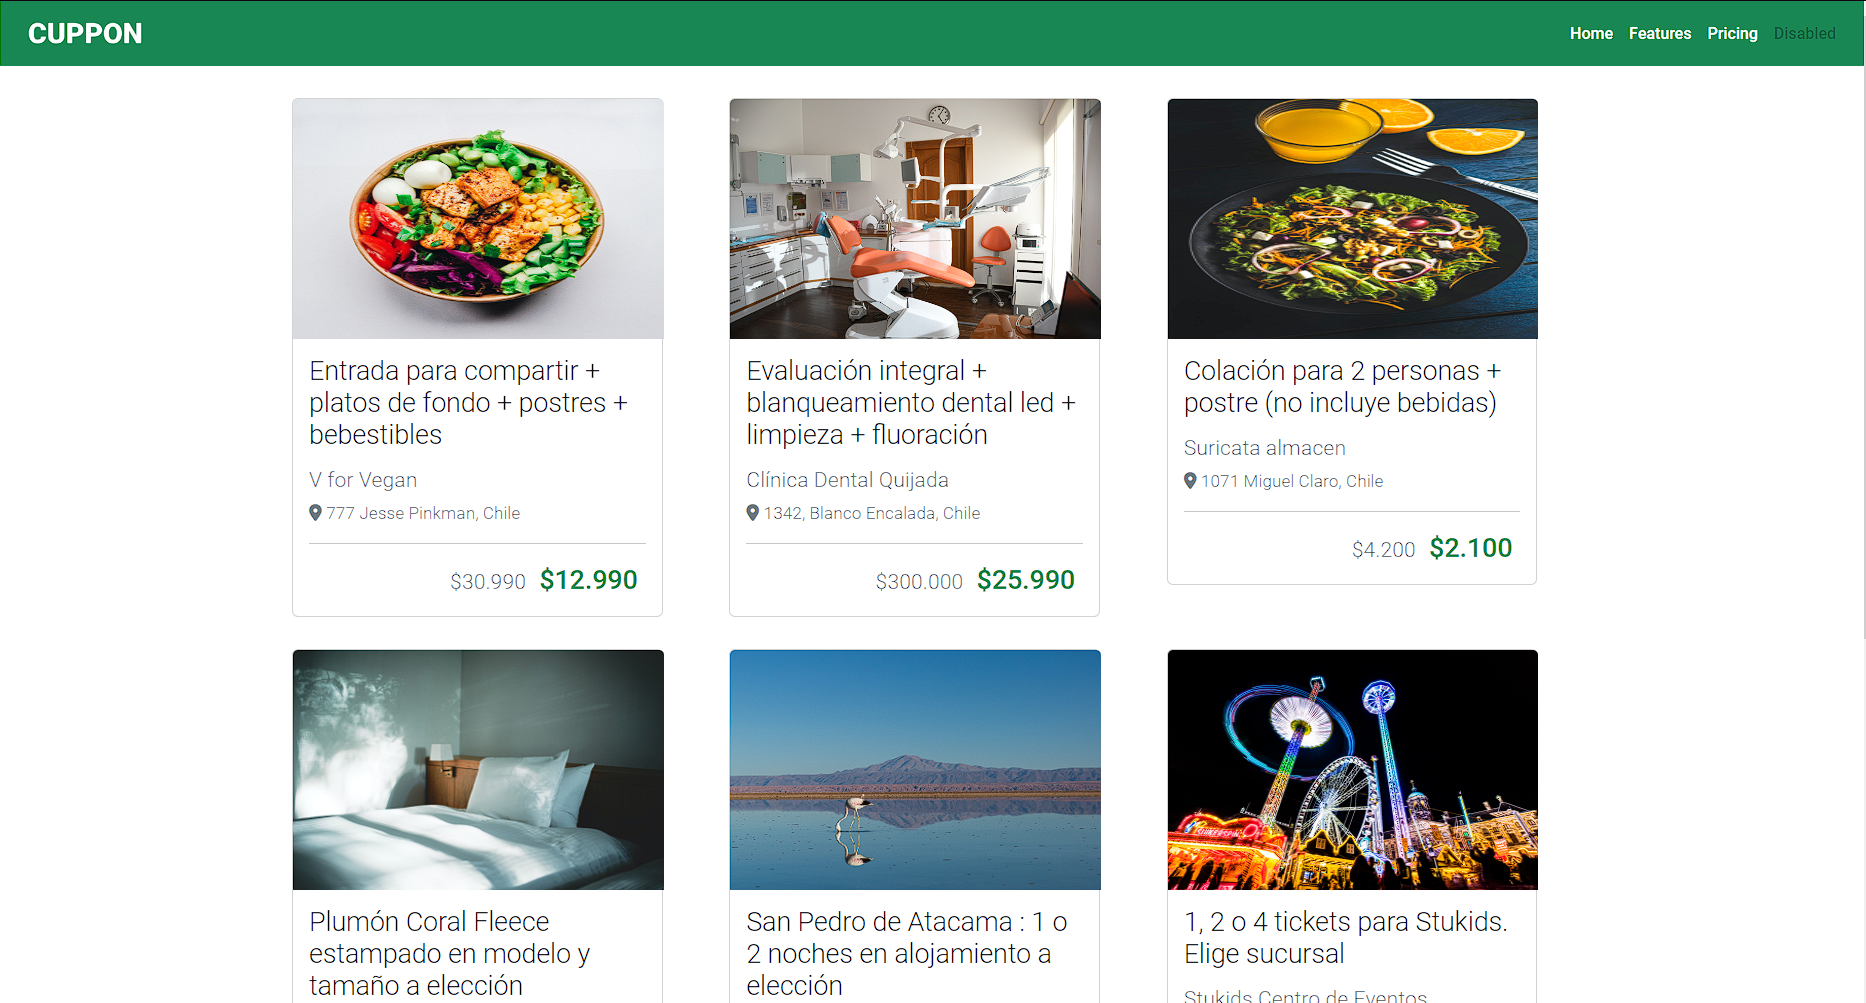 CUPPON
Home Features Pricing Disabled
Entrada para compartir +
platos de fondo + postres +
bebestibles
V for Vegan
777 Jesse Pinkman, Chile
$30.990 $12.990
Evaluación integral +
blanqueamiento dental led +
limpieza + fluoración
Clínica Dental Quijada
1342, Blanco Encalada, Chile
$300.000 $25.990
Colación para 2 personas +
postre (no incluye bebidas)
Suricata almacen
1071 Miguel Claro, Chile
$4.200 $2.100
Plumón Coral Fleece
estampado en modelo y
tamaño a elección
San Pedro de Atacama : 1 o
2 noches en alojamiento a
elección
1, 2 o 4 tickets para Stukids.
Elige sucursal
Stukids Centro de Eventos